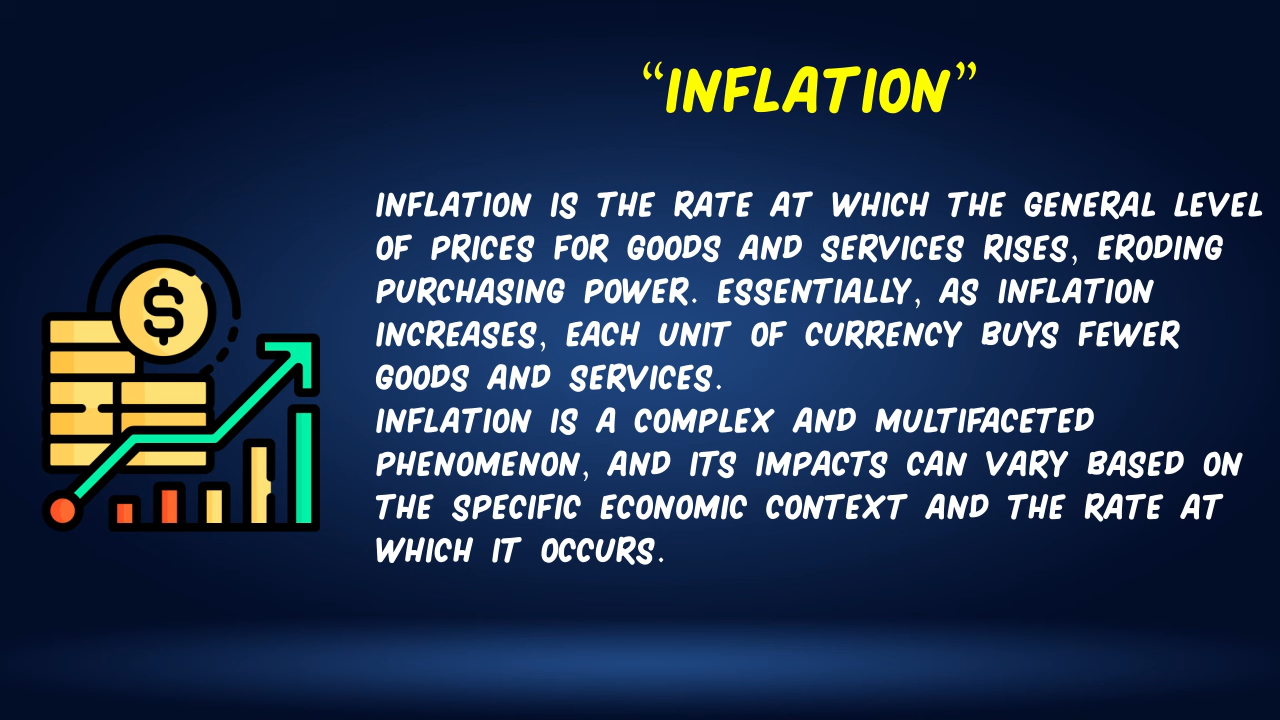 “INFLATION”
INFLATION IS THE RATE AT WHICH THE GENERAL LEVEL
OF PRICES FOR GOODS AND SERVICES RISES, ERODING
PURCHASING POWER. ESSENTIALLY, AS INFLATION
INCREASES, EACH UNIT OF CURRENCY BUYS FEWER
GOODS AND SERVICES.
INFLATION IS A COMPLEX AND MULTIFACETED
PHENOMENON, AND ITS IMPACTS CAN VARY BASED ON
THE SPECIFIC ECONOMIC CONTEXT AND THE RATE AT
WHICH IT OCCURS.
$